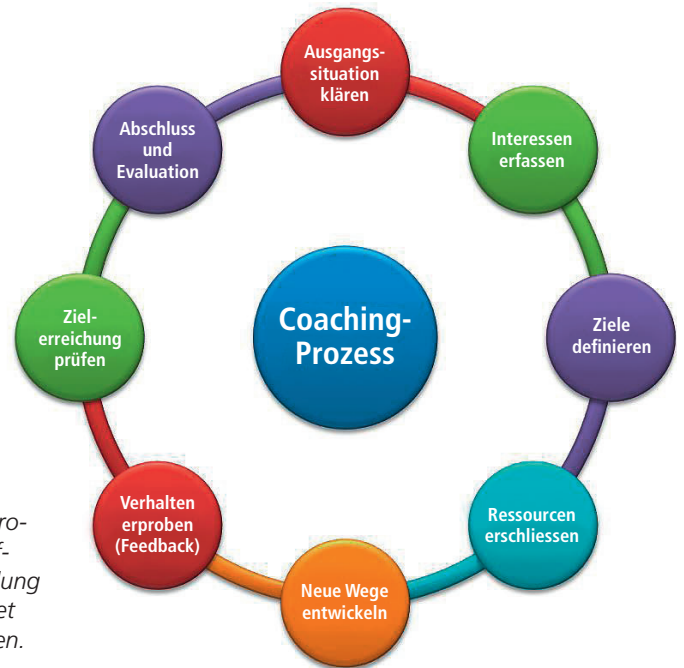 Ausgangs-
situation
klären
Interessen
erfassen
Ziele
definieren
Ressourcen
erschliessen
Neue Wege
entwickeln
Verhalten
erproben
(Feedback)
Ziel-
erreichung
prüfen
Abschluss
und
Evaluation
Coaching-
Prozess